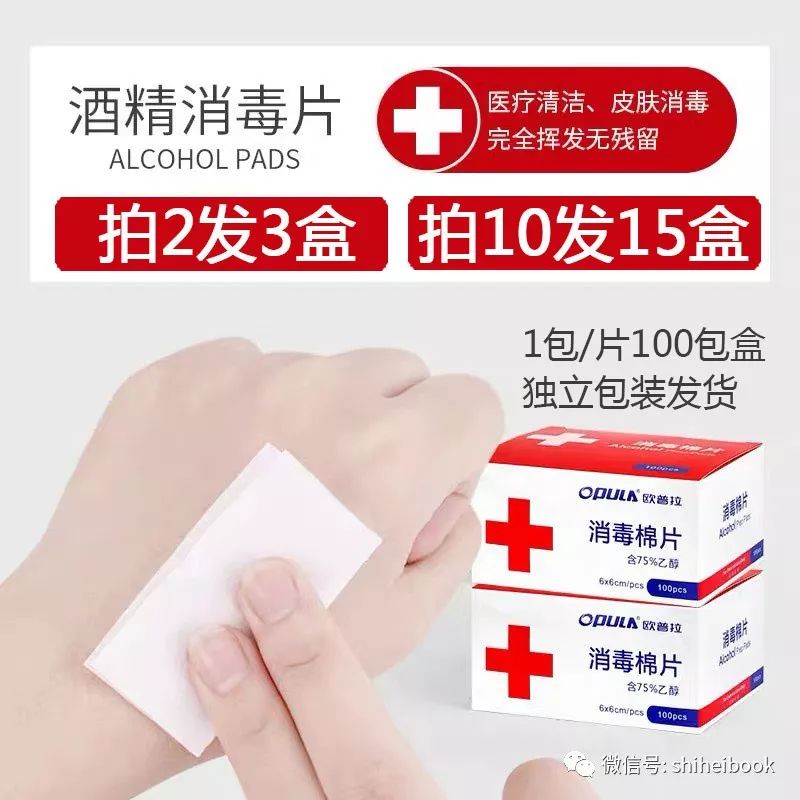 酒精消毒片
ALCOHOL PADS
医疗清洁、皮肤消毒
完全挥发无残留
拍2发3盒
拍10发15盒
1包/片100包盒
独立包装发货
消毒棉片
100pcs
OPULA® 欧普拉
消毒棉片
含75%乙醇
6x6cm/pcs
100pcs
消毒棉片
Alcohol Prep Pads
OPULA® 欧普拉
消毒棉片
含75%乙醇
6x6cm/pcs
100pcs
消毒棉片
Alcohol Prep Pads
微信号: shiheibook